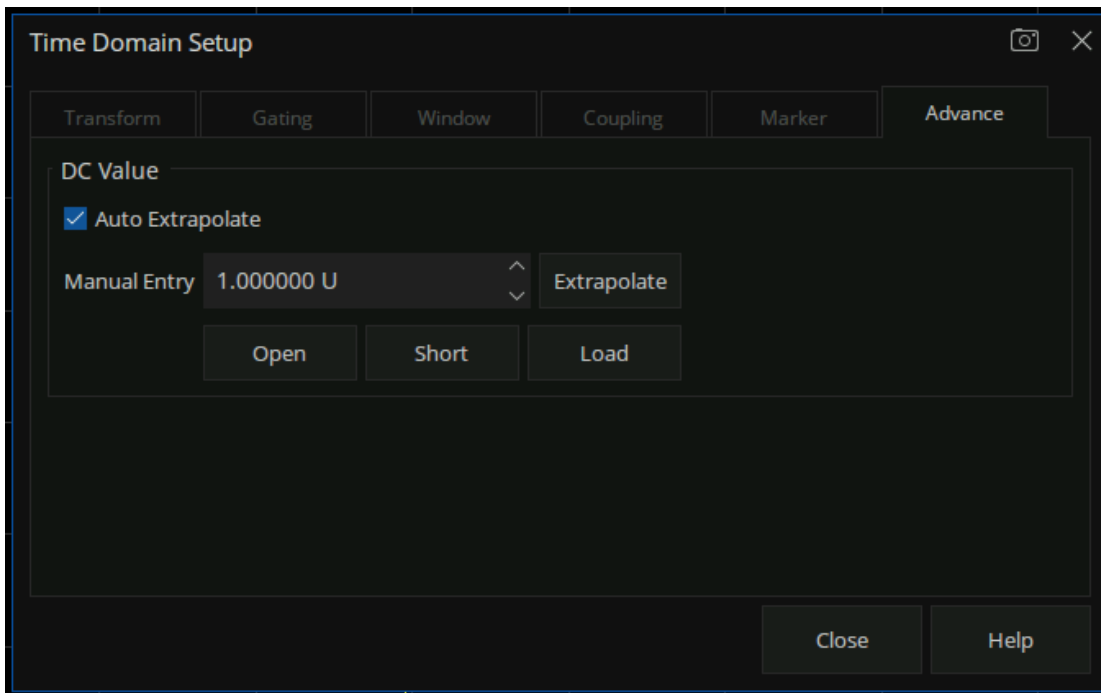 Time Domain Setup
Transform Gating Window Coupling Marker Advance
DC Value
Auto Extrapolate
Manual Entry 1.000000 U Extrapolate
Open Short Load
Close Help